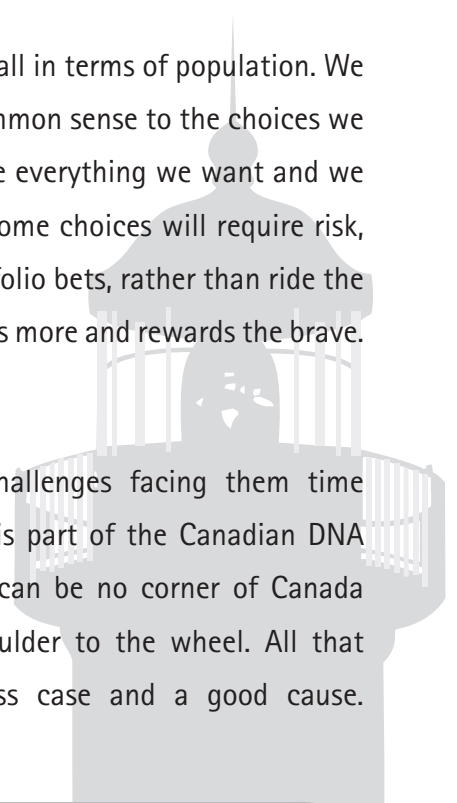 all in terms of population. We
mmon sense to the choices we
e everything we want and we
ome choices will require risk,
folio bets, rather than ride the
s more and rewards the brave.
hallenges facing them time
is part of the Canadian DNA
can be no corner of Canada
ulder to the wheel. All that
ss case and a good cause.